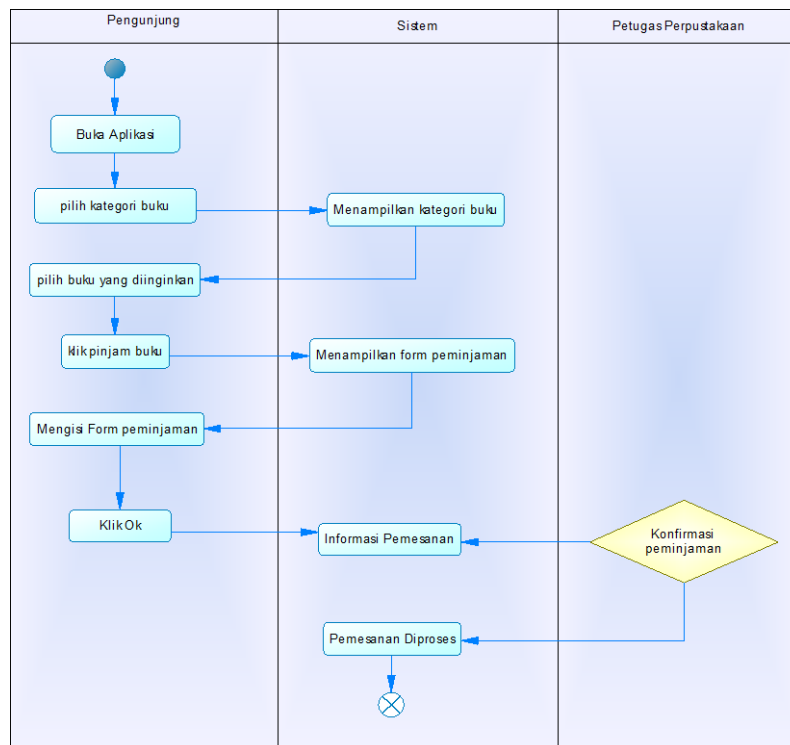 Pengunjung
Sistem
Petugas Perpustakaan
Buka Aplikasi
pilih kategori buku
Menampilkan kategori buku
pilih buku yang diinginkan
klik pinjam buku
Menampilkan form peminjaman
Mengisi Form peminjaman
Klik Ok
Informasi Pemesanan
Konfirmasi
peminjaman
Pemesanan Diproses